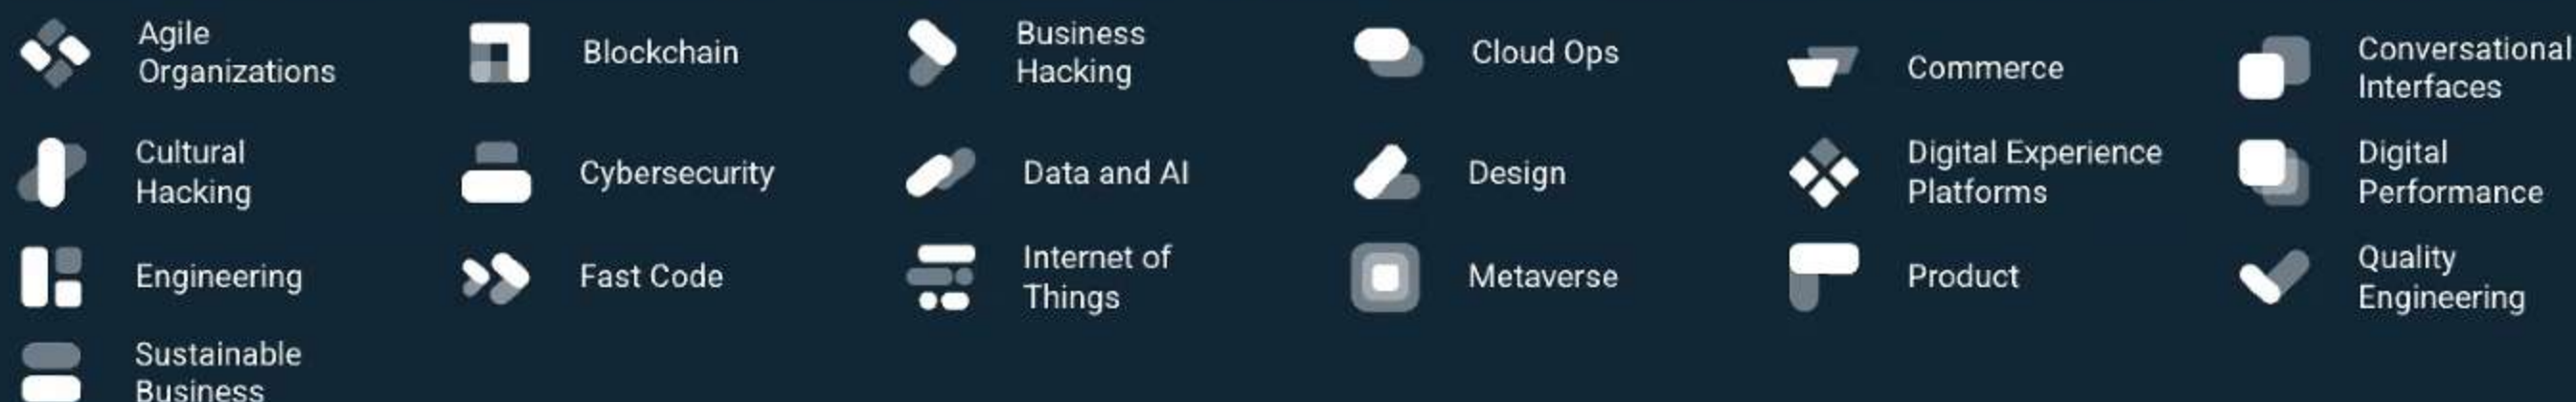 Agile
Organizations
Blockchain
Business
Hacking
Cloud Ops
Commerce
Conversational
Interfaces
Cultural
Hacking
Cybersecurity
Data and AI
Design
Digital Experience
Platforms
Digital
Performance
Engineering
Fast Code
Internet of
Things
Metaverse
Product
Quality
Engineering
Sustainable
Business